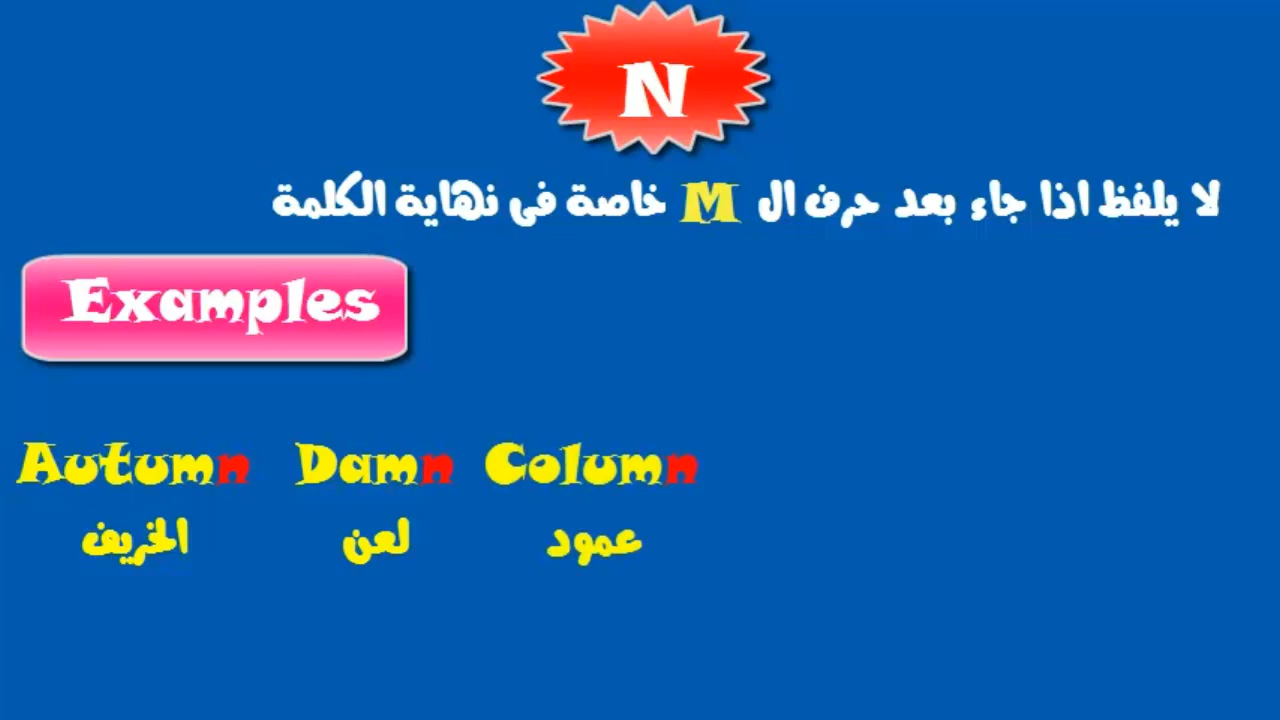 N
لا يلفظ اذا جاء بعد حرف ال M خاصة فى نهاية الكلمة
Examples
Autumn Damn Column
الخريف لعن عمود